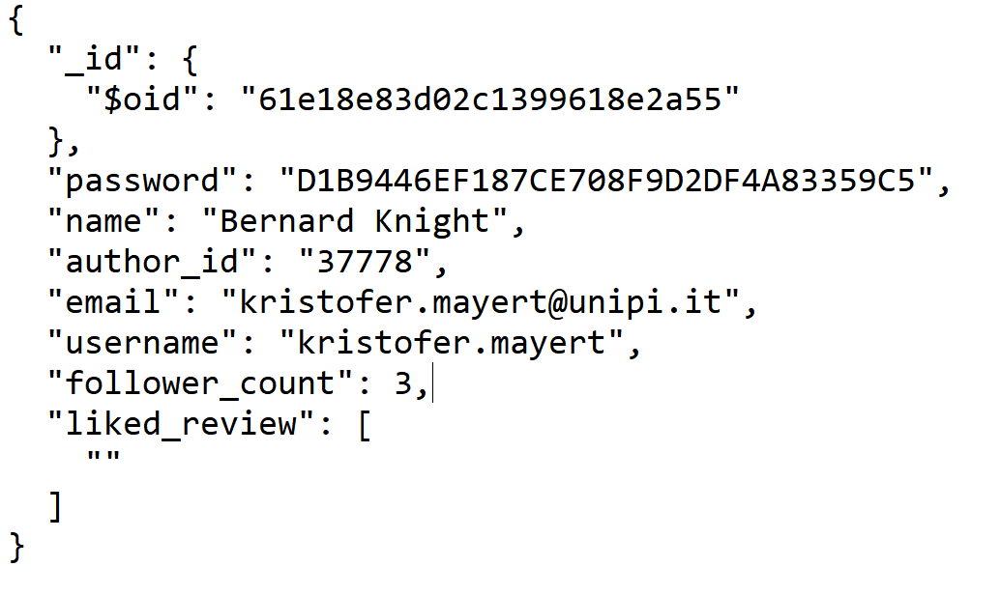 {
  "_id": {
    "$oid": "61e18e83d02c1399618e2a55"
  },
  "password": "D1B9446EF187CE708F9D2DF4A83359C5",
  "name": "Bernard Knight",
  "author_id": "37778",
  "email": "kristofer.mayert@unipi.it",
  "username": "kristofer.mayert",
  "follower_count": 3,
  "liked_review": [
    ""
  ]
}